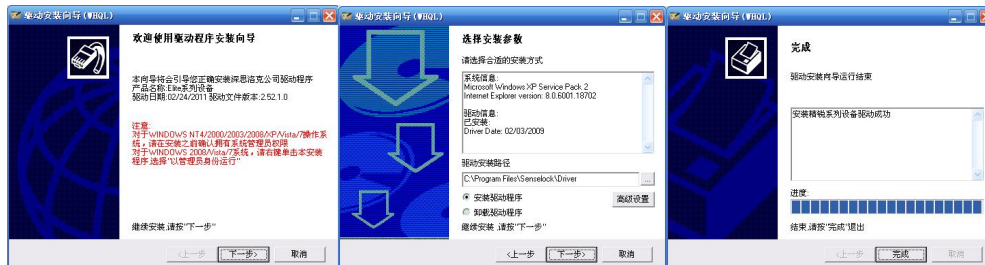 驱动安装向导(WHQL)
欢迎使用驱动程序安装向导
本向导将会引导您正确安装深思洛克公司驱动程序
产品名称:Elite系列设备
驱动日期:02/24/2011 驱动文件版本:2.52.1.0
注意:
对于WINDOWS NT4/2000/2003/2008/XP/Vista/7操作系
统，请在安装之前确认拥有系统管理员权限
对于WINDOWS 2008/Vista/7系统，请右键单击本安装
程序,选择"以管理员身份运行"
继续安装,请按"下一步"
<上一步
下一步>
取消
驱动安装向导(WHQL)
选择安装参数
请选择合适的安装方式
系统信息:
Microsoft Windows XP Service Pack 2
Internet Explorer version: 8.0.6001.18702
驱动信息:
已安装:
Driver Date: 02/03/2009
驱动安装路径
C:\Program Files\Senselock\Driver
...
安装驱动程序
高级设置
卸载驱动程序
继续安装,请按"下一步"
<上一步
下一步>
取消
驱动安装向导(WHQL)
完成
驱动安装向导运行结束
安装精锐系列设备驱动成功
进度:
结束,请按"完成"退出
<上一步
完成
取消